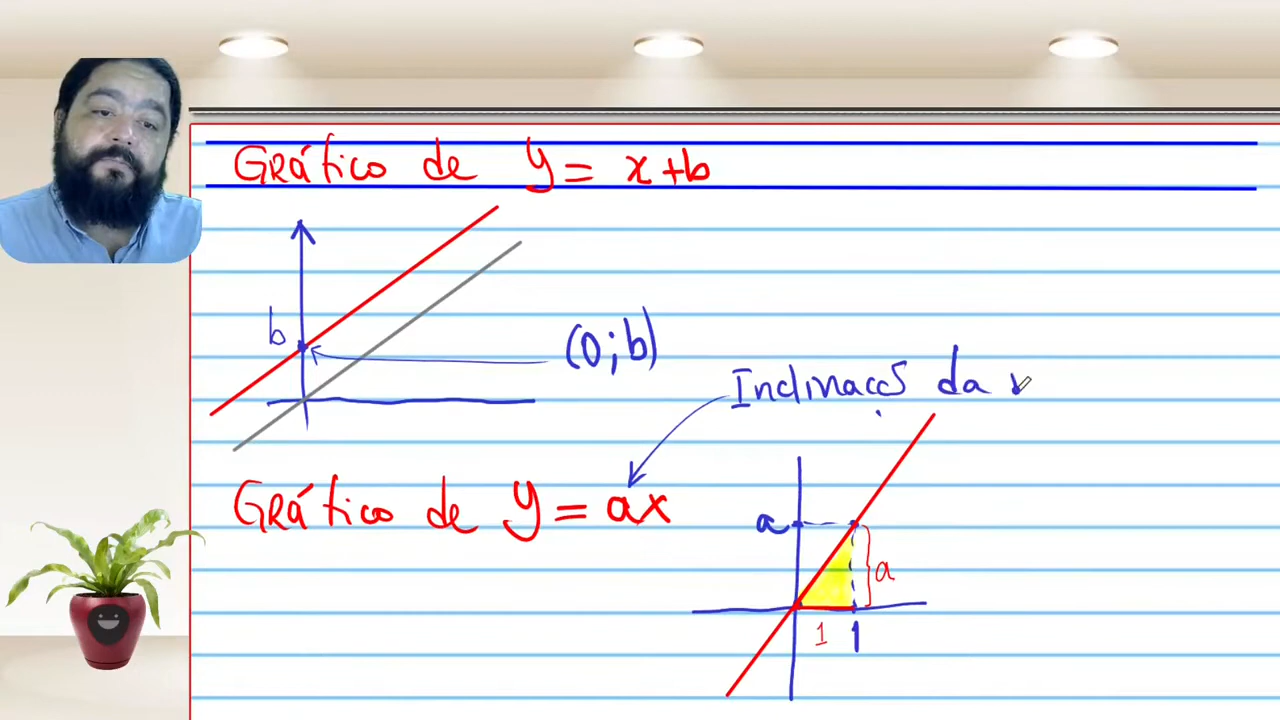 Gráfico de y = x+b
b
(0;b)
Inclinação da
Gráfico de y = ax
a
a
1 1